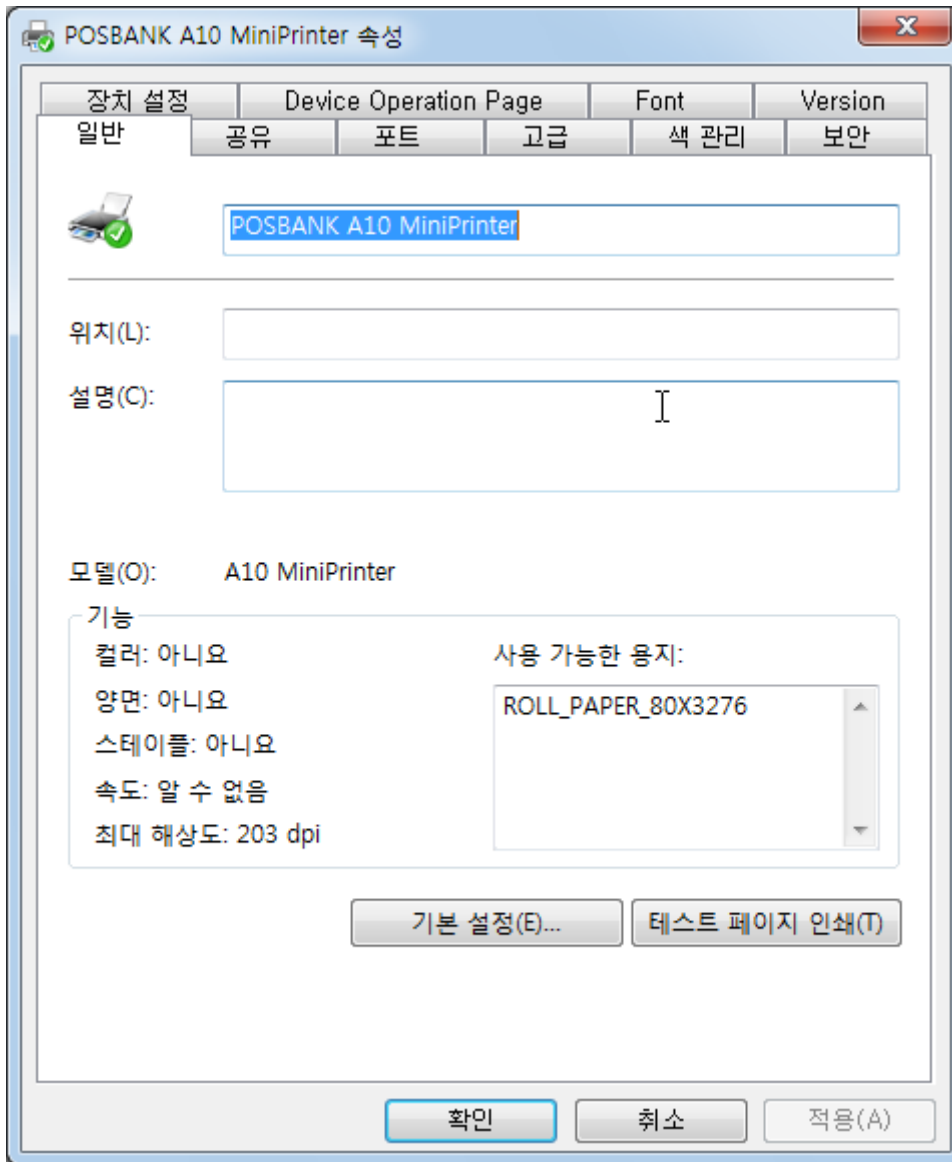 POSBANK A10 MiniPrinter 속성
장치 설정 Device Operation Page Font Version
일반 공유 포트 고급 색 관리 보안
POSBANK A10 MiniPrinter
위치(L):
설명(C):
모델(O): A10 MiniPrinter
기능
컬러: 아니요 사용 가능한 용지:
양면: 아니요 ROLL_PAPER_80X3276
스테이플: 아니요
속도: 알 수 없음
최대 해상도: 203 dpi
기본 설정(E)... 테스트 페이지 인쇄(T)
확인 취소 적용(A)